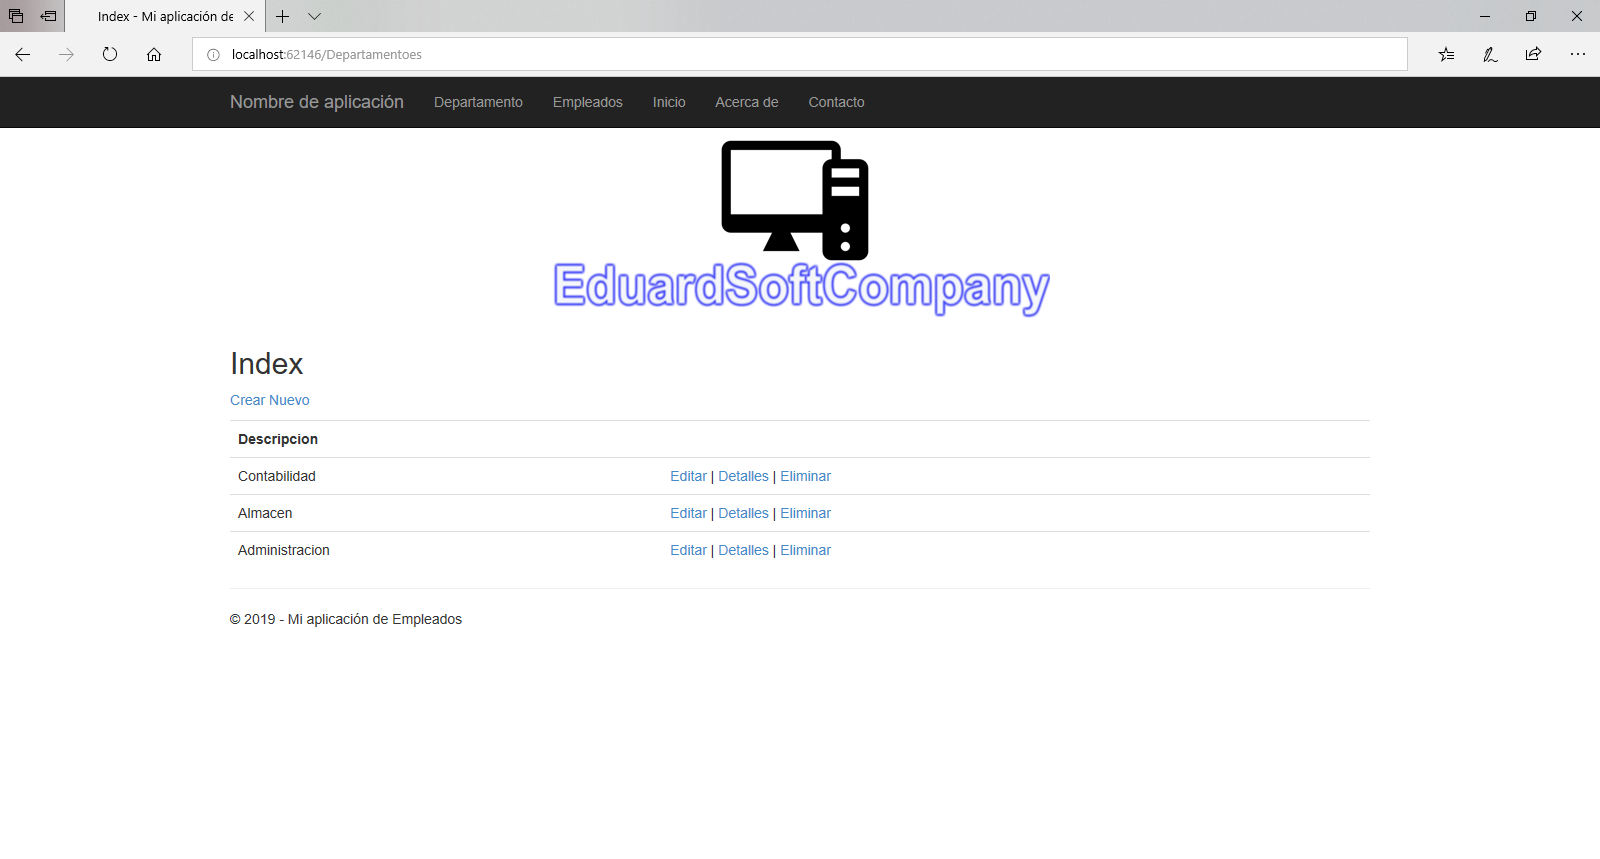 Index - Mi aplicación de
localhost:62146/Departamentoes
Nombre de aplicación Departamento Empleados Inicio Acerca de Contacto
EduardSoftCompany
Index
Crear Nuevo
Descripcion
Contabilidad Editar | Detalles | Eliminar
Almacen Editar | Detalles | Eliminar
Administracion Editar | Detalles | Eliminar
© 2019 - Mi aplicación de Empleados